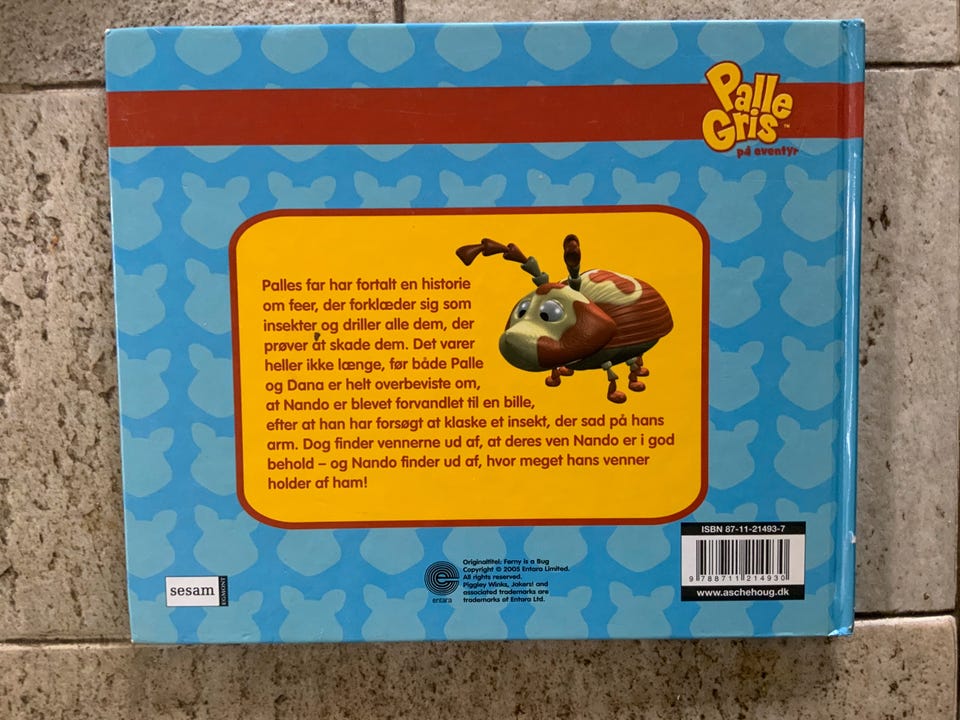 Palle
Gris™
på eventyr
Palles far har fortalt en historie
om feer, der forklæder sig som
insekter og driller alle dem, der
prøver at skade dem. Det varer
heller ikke længe, før både Palle
og Dana er helt overbeviste om,
at Nando er blevet forvandlet til en bille,
efter at han har forsøgt at klaske et insekt, der sad på hans
arm. Dog finder vennerne ud af, at deres ven Nando er i god
behold – og Nando finder ud af, hvor meget hans venner
holder af ham!
sesam
EGMONT
entara
Originaltitel: Ferny is a Bug
Copyright © 2005 Entara Limited.
All rights reserved.
Piggley Winks, Jakers! and
associated trademarks are
trademarks of Entara Ltd.
ISBN 87-11-21493-7
9 788711 214930
www.aschehoug.dk